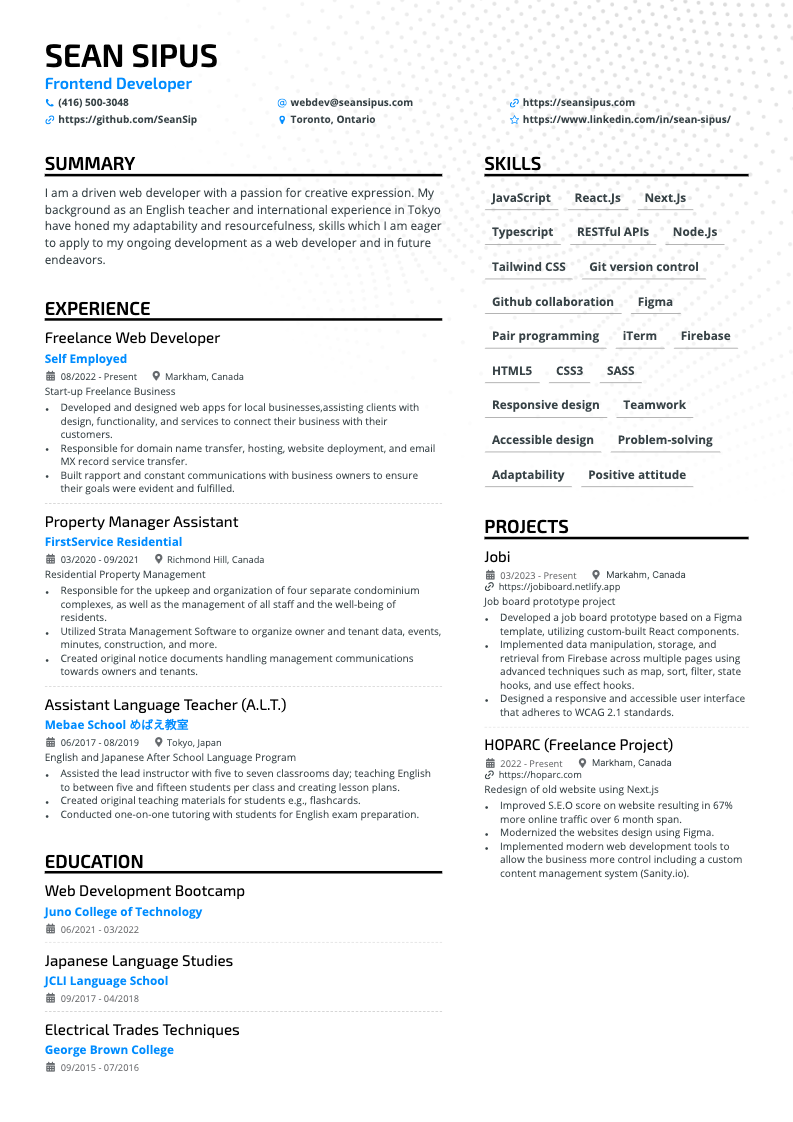 SEAN SIPUS
Frontend Developer
(416) 500-3048
webdev@seansipus.com
https://seansipus.com
https://github.com/SeanSip
Toronto, Ontario
https://www.linkedin.com/in/sean-sipus/
SUMMARY
I am a driven web developer with a passion for creative expression. My
background as an English teacher and international experience in Tokyo
have honed my adaptability and resourcefulness, skills which I am eager
to apply to my ongoing development as a web developer and in future
endeavors.
EXPERIENCE
Freelance Web Developer
Self Employed
08/2022 - Present Markham, Canada
Start-up Freelance Business
• Developed and designed web apps for local businesses,assisting clients with
design, functionality, and services to connect their business with their
customers.
• Responsible for domain name transfer, hosting, website deployment, and email
MX record service transfer.
• Built rapport and constant communications with business owners to ensure
their goals were evident and fulfilled.
Property Manager Assistant
FirstService Residential
03/2020 - 09/2021 Richmond Hill, Canada
Residential Property Management
• Responsible for the upkeep and organization of four separate condominium
complexes, as well as the management of all staff and the well-being of
residents.
• Utilized Strata Management Software to organize owner and tenant data, events,
minutes, construction, and more.
• Created original notice documents handling management communications
towards owners and tenants.
Assistant Language Teacher (A.L.T.)
Mebae School めばえ教室
06/2017 - 08/2019 Tokyo, Japan
English and Japanese After School Language Program
• Assisted the lead instructor with five to seven classrooms day; teaching English
to between five and fifteen students per class and creating lesson plans.
• Created original teaching materials for students e.g., flashcards.
• Conducted one-on-one tutoring with students for English exam preparation.
EDUCATION
Web Development Bootcamp
Juno College of Technology
06/2021 - 03/2022
Japanese Language Studies
JCLI Language School
09/2017 - 04/2018
Electrical Trades Techniques
George Brown College
09/2015 - 07/2016
SKILLS
JavaScript React.Js Next.Js
Typescript RESTful APIs Node.Js
Tailwind CSS Git version control
Github collaboration Figma
Pair programming iTerm Firebase
HTML5 CSS3 SASS
Responsive design Teamwork
Accessible design Problem-solving
Adaptability Positive attitude
PROJECTS
Jobi
03/2023 - Present Markahm, Canada
https://jobiboard.netlify.app
Job board prototype project
• Developed a job board prototype based on a Figma
template, utilizing custom-built React components.
• Implemented data manipulation, storage, and
retrieval from Firebase across multiple pages using
advanced techniques such as map, sort, filter, state
hooks, and use effect hooks.
• Designed a responsive and accessible user interface
that adheres to WCAG 2.1 standards.
HOPARC (Freelance Project)
2022 - Present Markham, Canada
https://hoparc.com
Redesign of old website using Next.js
• Improved S.E.O score on website resulting in 67%
more online traffic over 6 month span.
• Modernized the websites design using Figma.
• Implemented modern web development tools to
allow the business more control including a custom
content management system (Sanity.io).